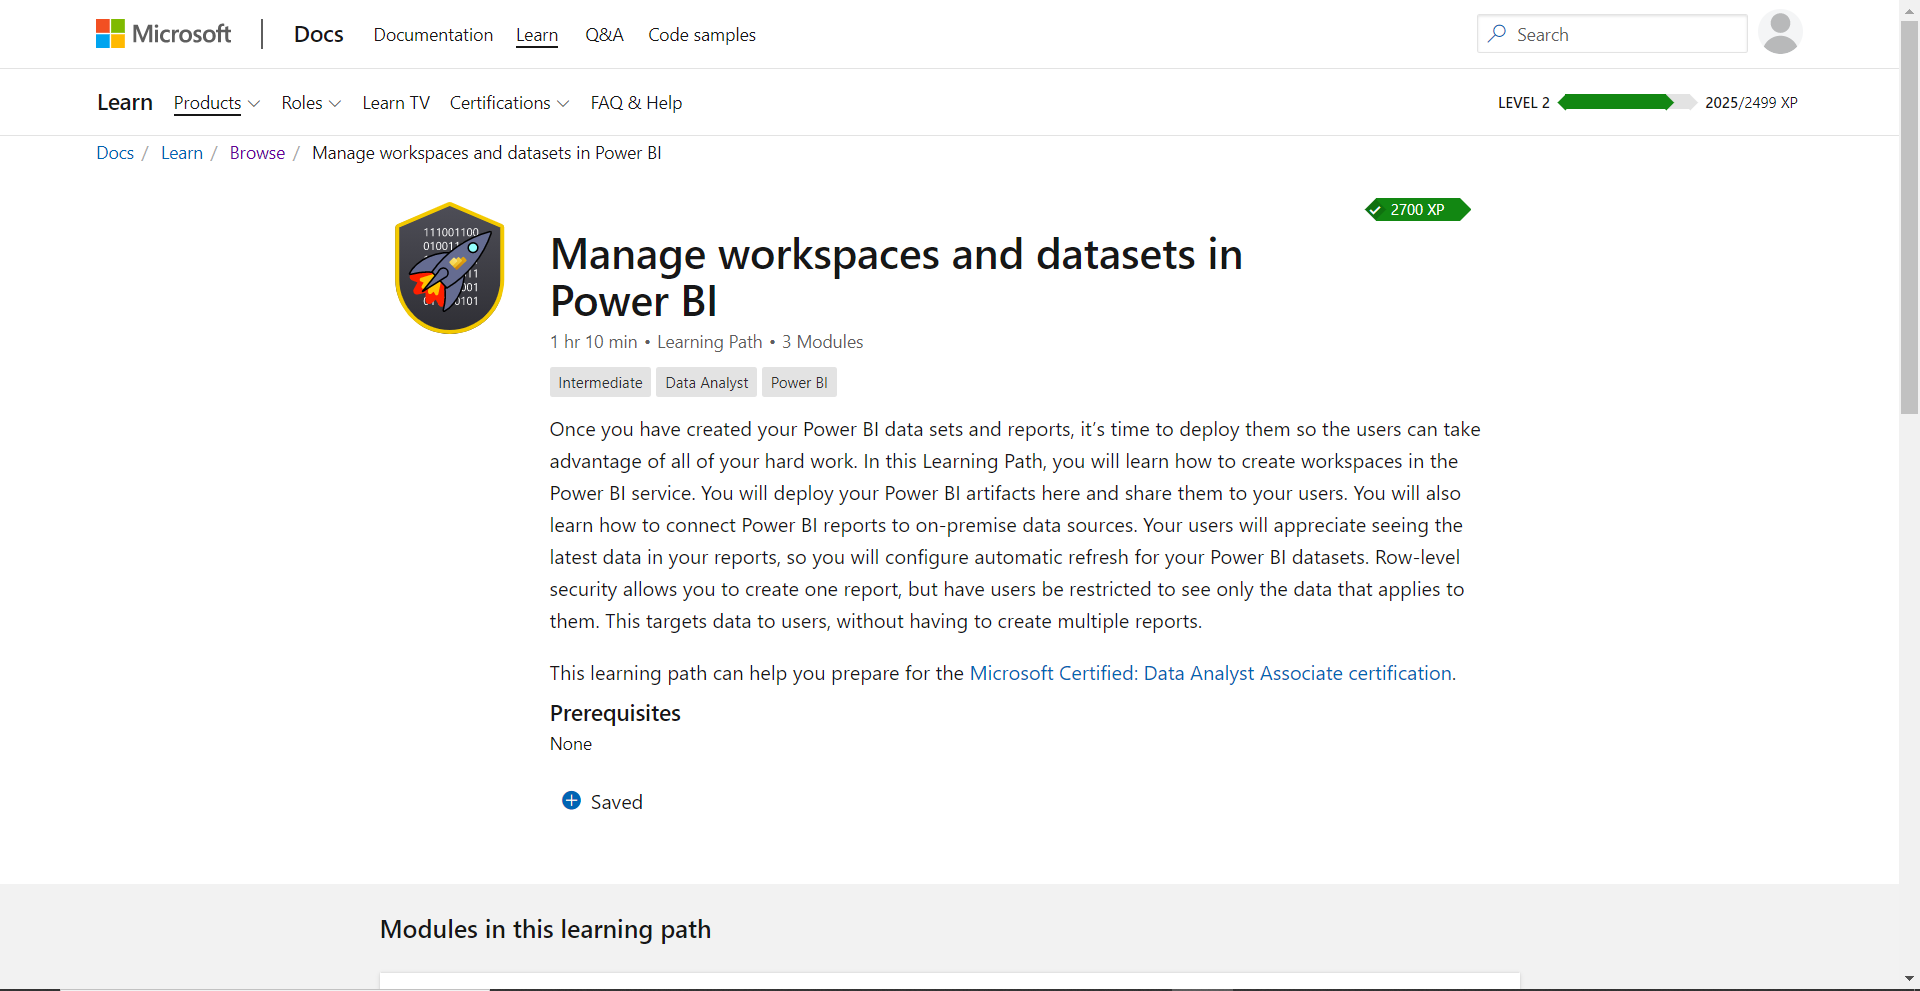 Microsoft | Docs Documentation Learn Q&A Code samples Search
Learn Products Roles Learn TV Certifications FAQ & Help LEVEL 2 2025/2499 XP
Docs / Learn / Browse / Manage workspaces and datasets in Power BI
2700 XP
111001100
01001
11
001
0101
Manage workspaces and datasets in
Power BI
1 hr 10 min • Learning Path • 3 Modules
Intermediate Data Analyst Power BI
Once you have created your Power BI data sets and reports, it’s time to deploy them so the users can take
advantage of all of your hard work. In this Learning Path, you will learn how to create workspaces in the
Power BI service. You will deploy your Power BI artifacts here and share them to your users. You will also
learn how to connect Power BI reports to on-premise data sources. Your users will appreciate seeing the
latest data in your reports, so you will configure automatic refresh for your Power BI datasets. Row-level
security allows you to create one report, but have users be restricted to see only the data that applies to
them. This targets data to users, without having to create multiple reports.
This learning path can help you prepare for the Microsoft Certified: Data Analyst Associate certification.
Prerequisites
None
Saved
Modules in this learning path